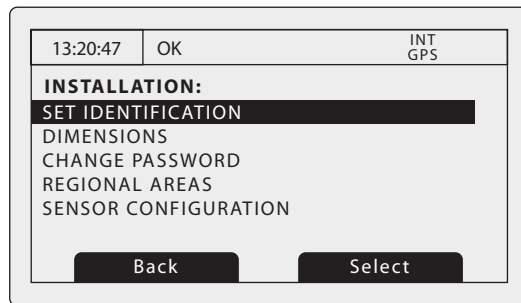 13:20:47 OK INT
GPS
INSTALLATION:
SET IDENTIFICATION
DIMENSIONS
CHANGE PASSWORD
REGIONAL AREAS
SENSOR CONFIGURATION
Back Select